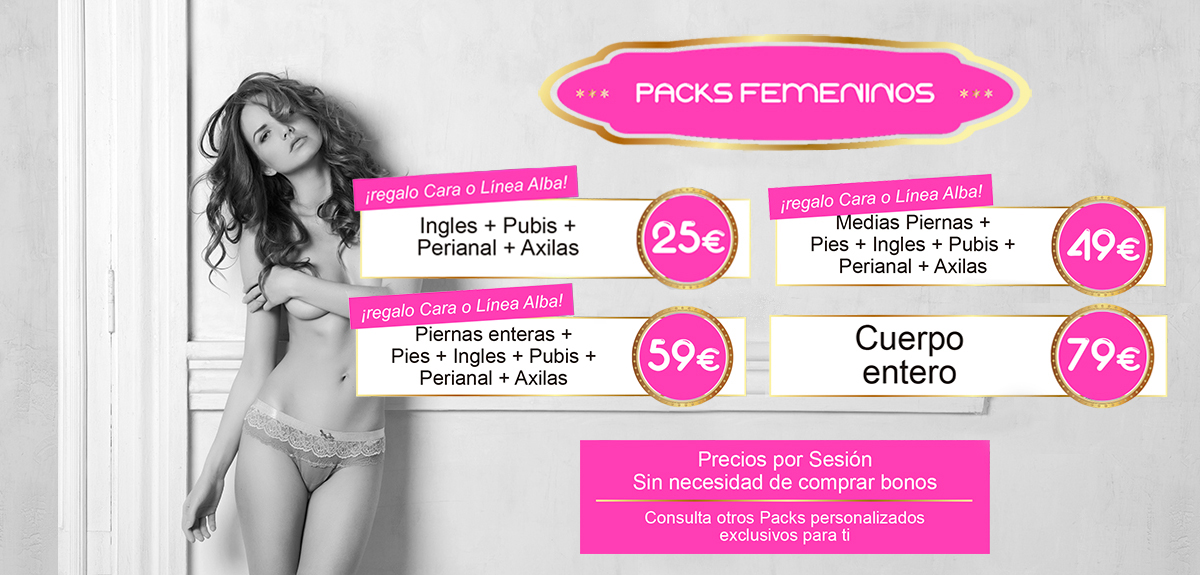 PACKS FEMENINOS
¡regalo Cara o Línea Alba!
Ingles + Pubis +
Perianal + Axilas
25€
¡regalo Cara o Línea Alba!
Medias Piernas +
Pies + Ingles + Pubis +
Perianal + Axilas
49€
¡regalo Cara o Línea Alba!
Piernas enteras +
Pies + Ingles + Pubis +
Perianal + Axilas
59€
Cuerpo
entero
79€
Precios por Sesión
Sin necesidad de comprar bonos
Consulta otros Packs personalizados
exclusivos para ti